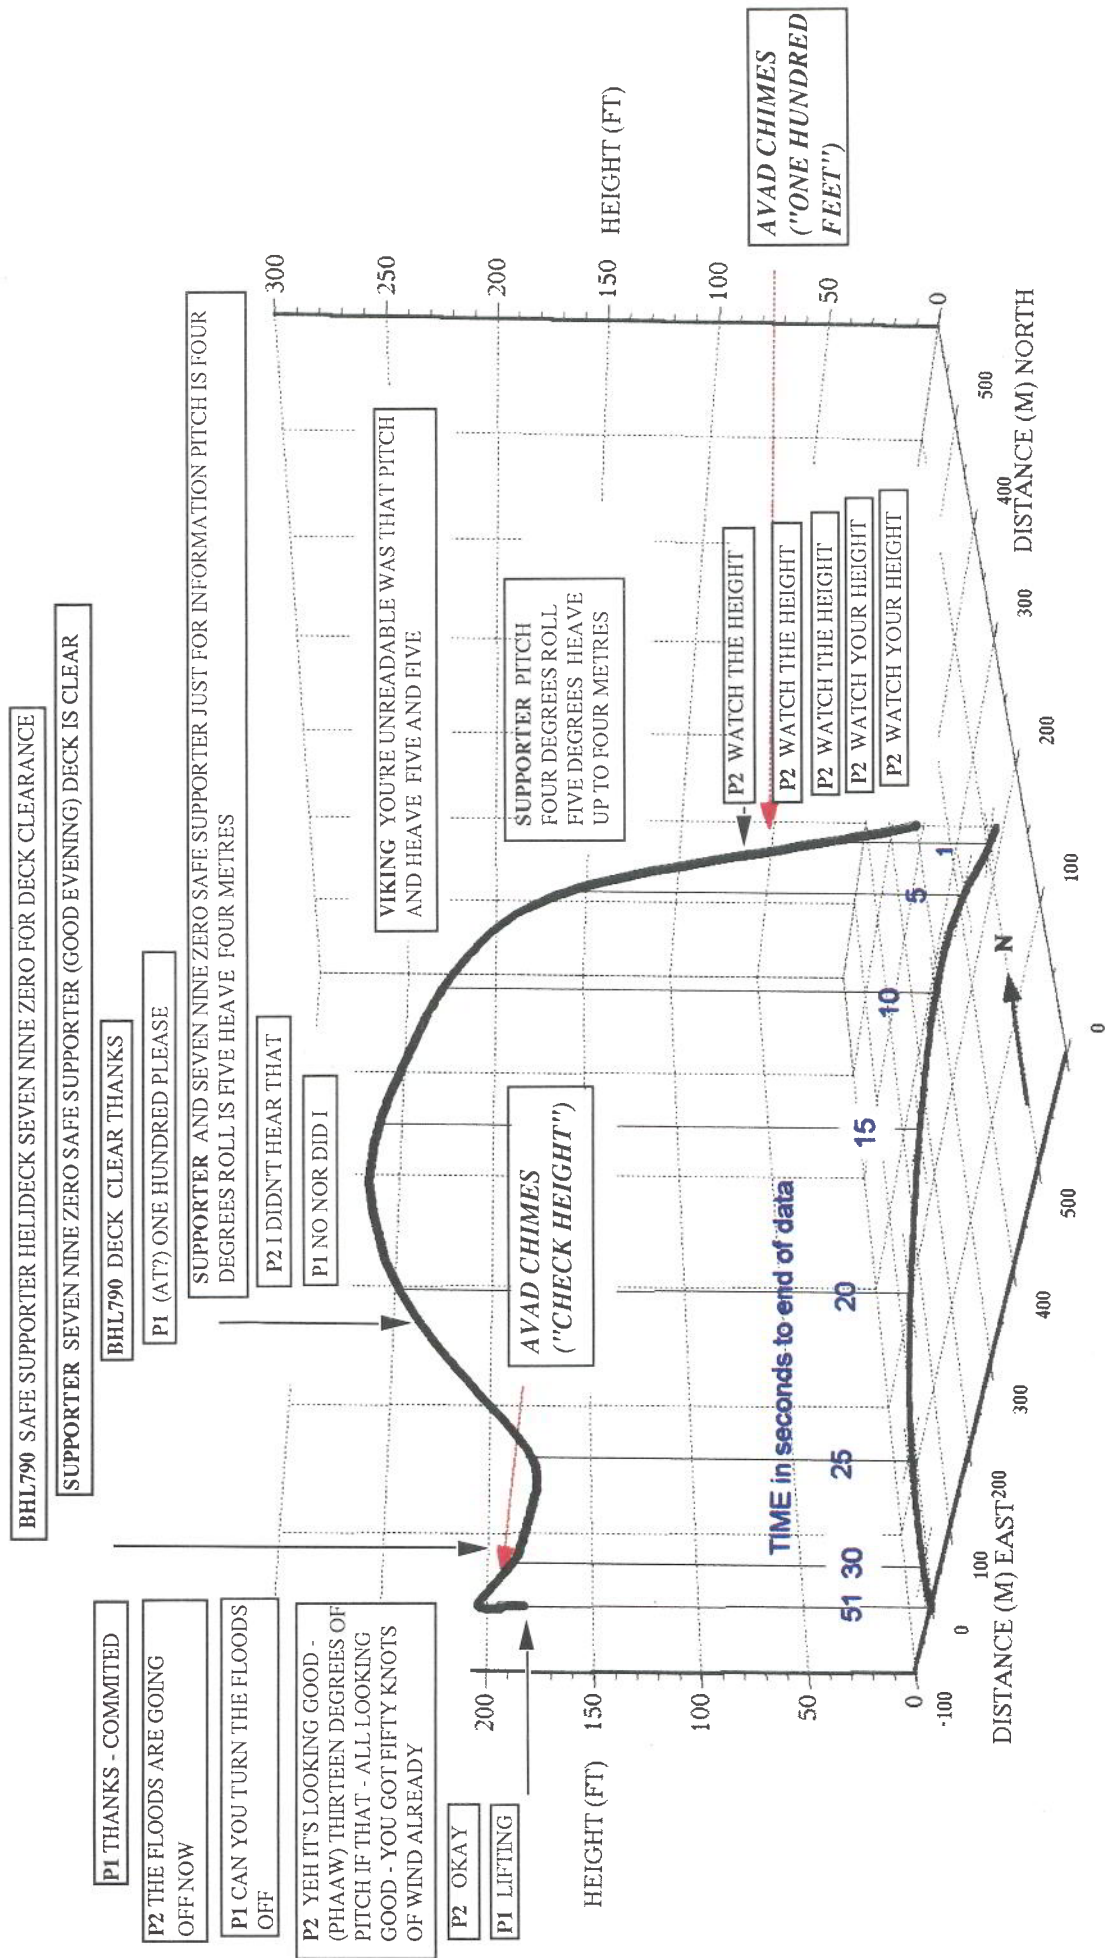 BHL790 SAFE SUPPORTER HELIDECK SEVEN NINE ZERO FOR DECK CLEARANCE
SUPPORTER SEVEN NINE ZERO SAFE SUPPORTER (GOOD EVENING) DECK IS CLEAR
BHL790 DECK CLEAR THANKS
P1 (AT?) ONE HUNDRED PLEASE
SUPPORTER AND SEVEN NINE ZERO SAFE SUPPORTER JUST FOR INFORMATION PITCH IS FOUR
DEGREES ROLL IS FIVE HEAVE FOUR METRES
P2 I DIDN'T HEAR THAT
P1 NO NOR DID I
P1 THANKS - COMMITED
P2 THE FLOODS ARE GOING
OFF NOW
P1 CAN YOU TURN THE FLOODS
OFF
P2 YEH IT'S LOOKING GOOD -
(PHAAW) THIRTEEN DEGREES OF
PITCH IF THAT - ALL LOOKING
GOOD - YOU GOT FIFTY KNOTS
OF WIND ALREADY
P2 OKAY
P1 LIFTING
VIKING YOU'RE UNREADABLE WAS THAT PITCH
AND HEAVE FIVE AND FIVE
SUPPORTER PITCH
FOUR DEGREES ROLL
FIVE DEGREES HEAVE
UP TO FOUR METRES
AVAD CHIMES
("CHECK HEIGHT")
P2 WATCH THE HEIGHT
P2 WATCH THE HEIGHT
P2 WATCH THE HEIGHT
P2 WATCH YOUR HEIGHT
P2 WATCH YOUR HEIGHT
AVAD CHIMES
("ONE HUNDRED
FEET")
HEIGHT (FT)
200
150
100
50
0
HEIGHT (FT)
300
250
200
150
100
50
0
TIME in seconds to end of data
51 30 25 20 15 10 5 1
N
DISTANCE (M) EAST
-100 0 100 200 300 400 500
DISTANCE (M) NORTH
0 100 200 300 400 500